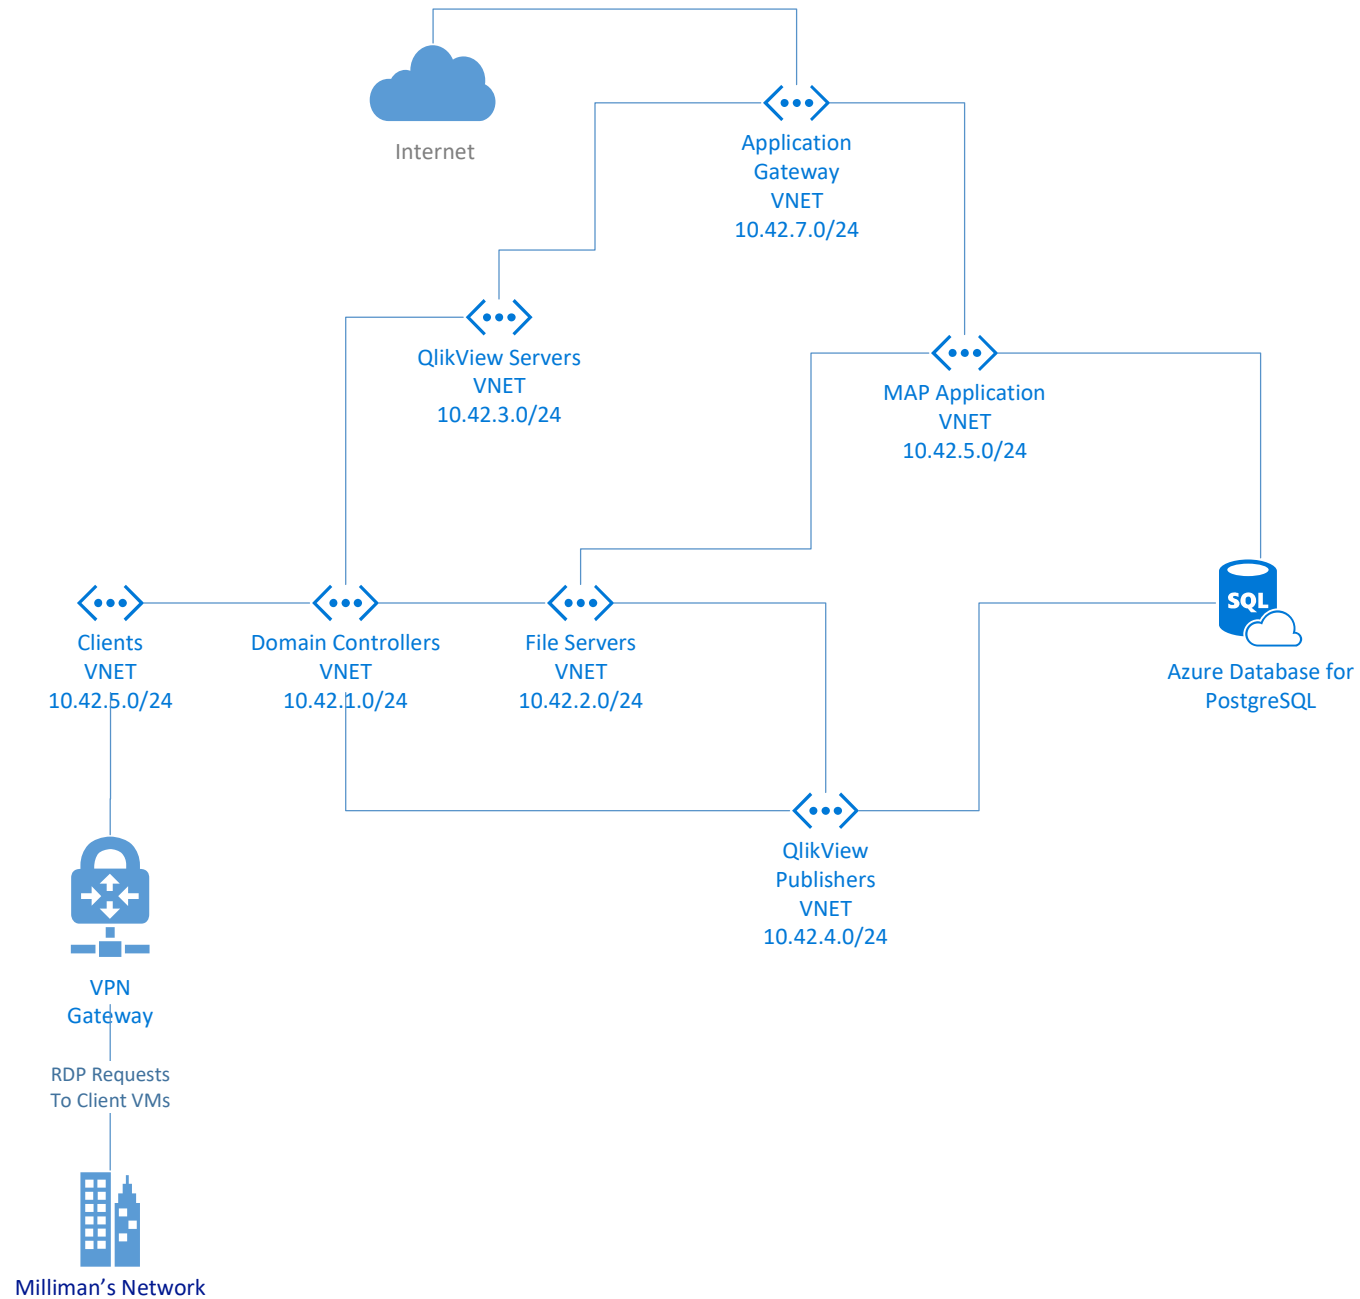 Internet
Application
Gateway
VNET
10.42.7.0/24
QlikView Servers
VNET
10.42.3.0/24
MAP Application
VNET
10.42.5.0/24
Clients
VNET
10.42.5.0/24
Domain Controllers
VNET
10.42.1.0/24
File Servers
VNET
10.42.2.0/24
SQL
Azure Database for
PostgreSQL
QlikView
Publishers
VNET
10.42.4.0/24
VPN
Gateway
RDP Requests
To Client VMs
Milliman's Network